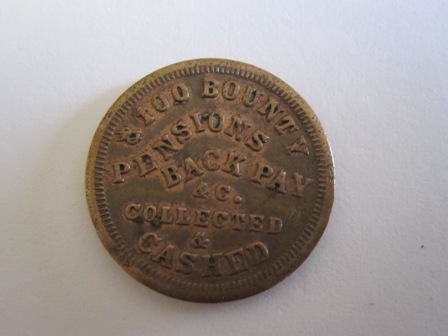 $100 BOUNTY
PENSIONS
BACK PAY
&C.
COLLECTED
&
CASHED